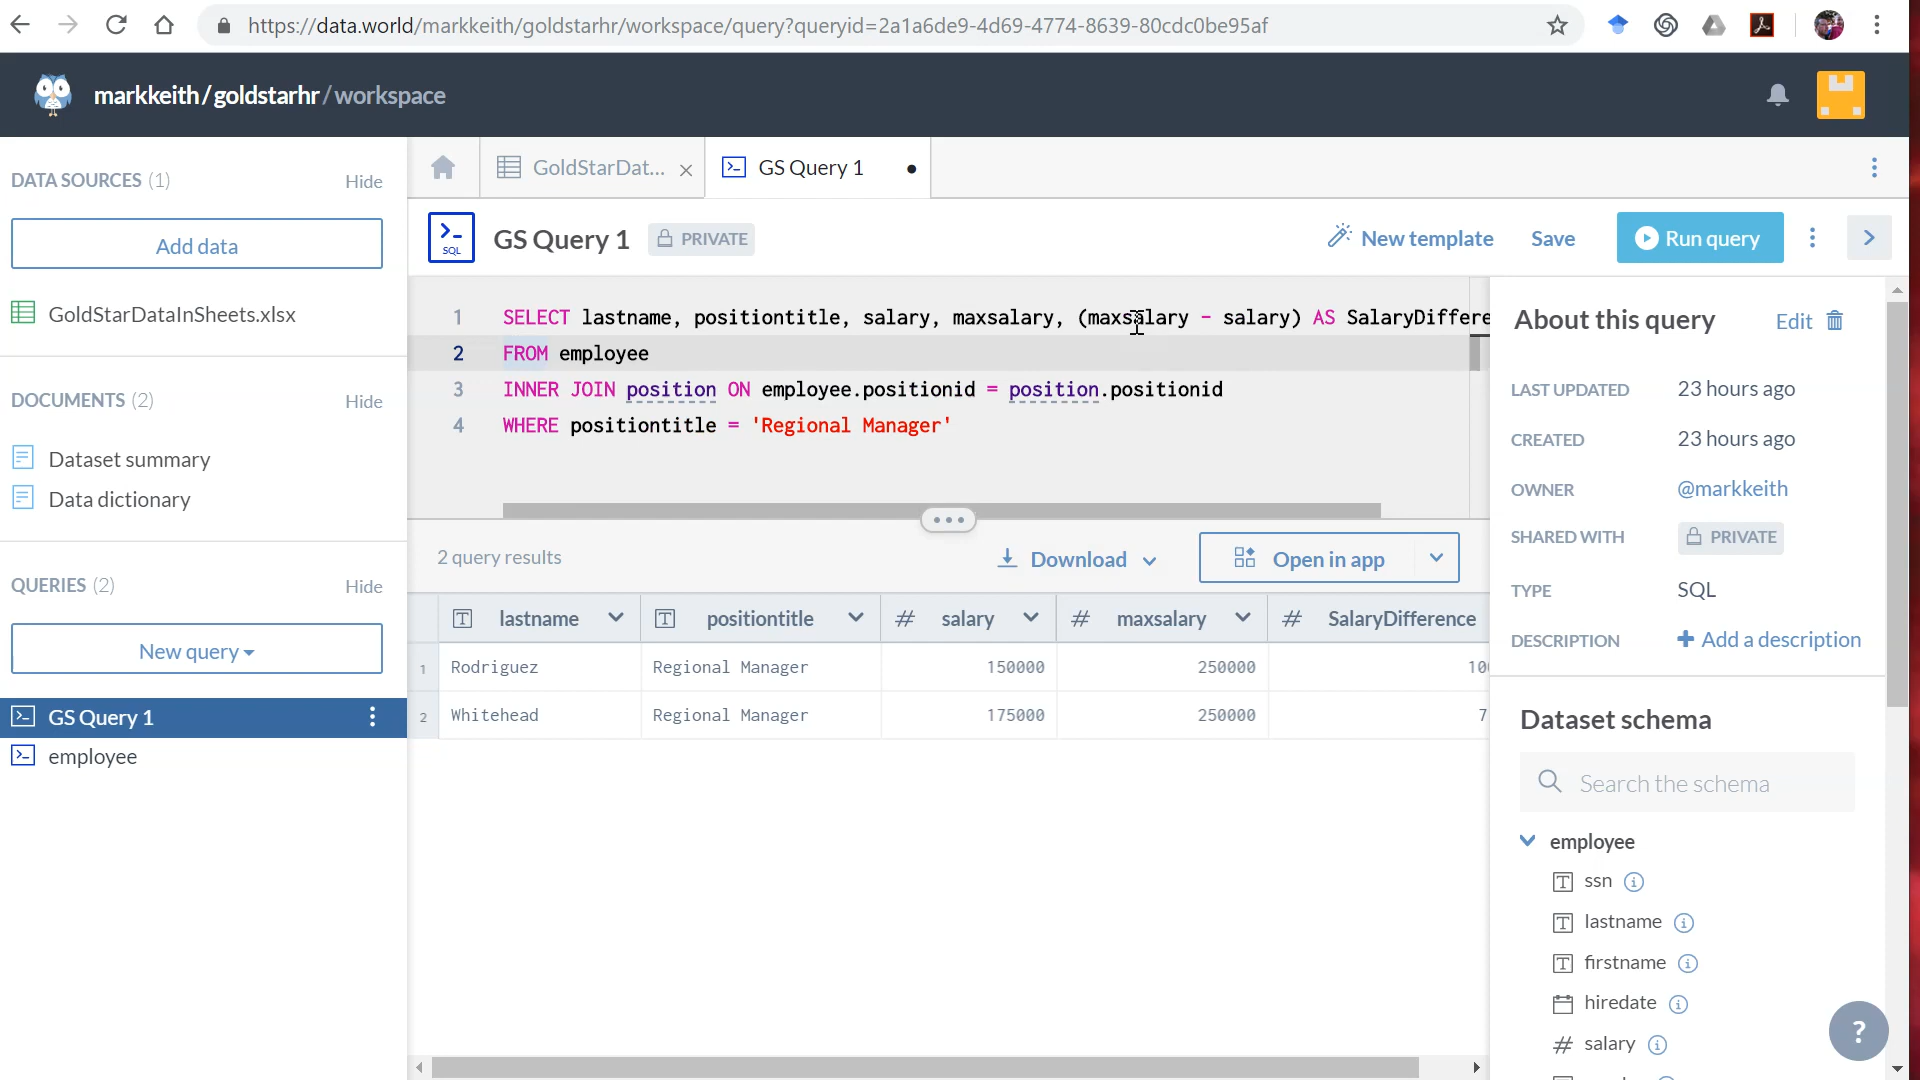 https://data.world/markkeith/goldstarhr/workspace/query?queryid=2a1a6de9-4d69-4774-8639-80cdc0be95af
markkeith/goldstarhr/workspace
DATA SOURCES (1) Hide
Add data
GoldStarDataInSheets.xlsx
DOCUMENTS (2) Hide
Dataset summary
Data dictionary
QUERIES (2) Hide
New query
GS Query 1
employee
GoldStarDat... GS Query 1
SQL GS Query 1 PRIVATE New template Save Run query
1 SELECT lastname, positiontitle, salary, maxsalary, (maxsalary - salary) AS SalaryDiffere
2 FROM employee
3 INNER JOIN position ON employee.positionid = position.positionid
4 WHERE positiontitle = 'Regional Manager'
2 query results Download Open in app
lastname positiontitle # salary # maxsalary # SalaryDifference
1 Rodriguez Regional Manager 150000 250000 10
2 Whitehead Regional Manager 175000 250000 7
About this query Edit
LAST UPDATED 23 hours ago
CREATED 23 hours ago
OWNER @markkeith
SHARED WITH PRIVATE
TYPE SQL
DESCRIPTION + Add a description
Dataset schema
Search the schema
employee
ssn
lastname
firstname
hiredate
# salary
?